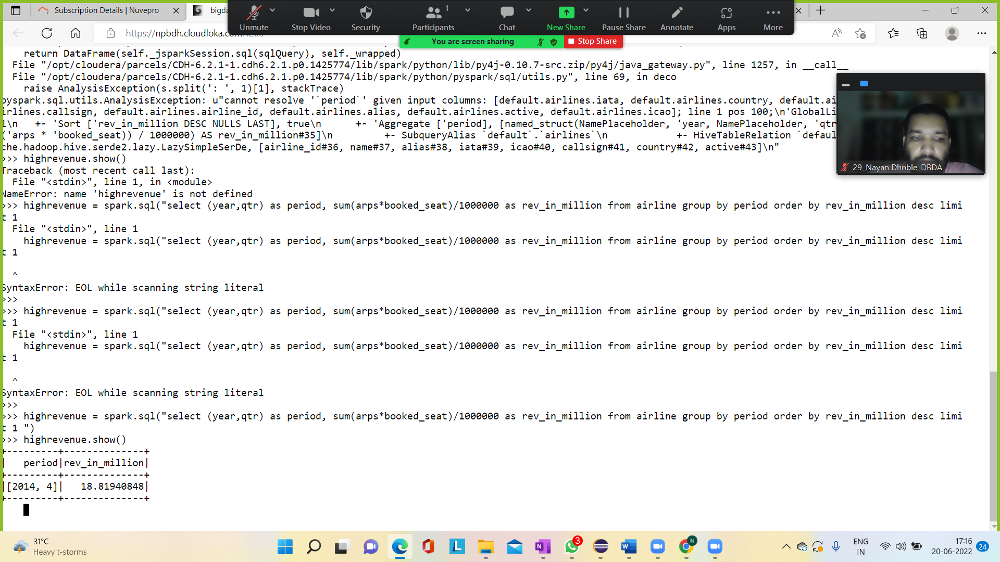 Subscription Details | Nuvepro
bigda
Unmute
Stop Video
Security
Participants
1
Chat
New Share
Pause Share
Annotate
Apps
More
https://npbdh.cloudloka.com:4200
You are screen sharing
Stop Share
return DataFrame(self._jsparkSession.sql(sqlQuery), self._wrapped)
File "/opt/cloudera/parcels/CDH-6.2.1-1.cdh6.2.1.p0.1425774/lib/spark/python/lib/py4j-0.10.7-src.zip/py4j/java_gateway.py", line 1257, in __call__
File "/opt/cloudera/parcels/CDH-6.2.1-1.cdh6.2.1.p0.1425774/lib/spark/python/pyspark/sql/utils.py", line 69, in deco
raise AnalysisException(s.split(': ', 1)[1], stackTrace)
pyspark.sql.utils.AnalysisException: u"cannot resolve '`period`' given input columns: [default.airlines.iata, default.airlines.country, default.ai
irlines.callsign, default.airlines.airline_id, default.airlines.alias, default.airlines.active, default.airlines.icao]; line 1 pos 100;\n'GlobalLi
1\n   +- 'Sort ['rev_in_million DESC NULLS LAST], true\n      +- 'Aggregate ['period], [named_struct(NamePlaceholder, 'year, NamePlaceholder, 'qtr
('arps * 'booked_seat)) / 1000000) AS rev_in_million#35]\n         +- SubqueryAlias `default`.`airlines`\n            +- HiveTableRelation `defaul
che.hadoop.hive.serde2.lazy.LazySimpleSerDe, [airline_id#36, name#37, alias#38, iata#39, icao#40, callsign#41, country#42, active#43]\n"
>>> highrevenue.show()
Traceback (most recent call last):
File "<stdin>", line 1, in <module>
NameError: name 'highrevenue' is not defined
>>> highrevenue = spark.sql("select (year,qtr) as period, sum(arps*booked_seat)/1000000 as rev_in_million from airline group by period order by rev_in_million desc limi
t 1
File "<stdin>", line 1
highrevenue = spark.sql("select (year,qtr) as period, sum(arps*booked_seat)/1000000 as rev_in_million from airline group by period order by rev_in_million desc limi
t 1
^
SyntaxError: EOL while scanning string literal
>>>
>>> highrevenue = spark.sql("select (year,qtr) as period, sum(arps*booked_seat)/1000000 as rev_in_million from airline group by period order by rev_in_million desc limi
t 1
File "<stdin>", line 1
highrevenue = spark.sql("select (year,qtr) as period, sum(arps*booked_seat)/1000000 as rev_in_million from airline group by period order by rev_in_million desc limi
t 1
^
SyntaxError: EOL while scanning string literal
>>>
>>> highrevenue = spark.sql("select (year,qtr) as period, sum(arps*booked_seat)/1000000 as rev_in_million from airline group by period order by rev_in_million desc limi
t 1 ")
>>> highrevenue.show()
+---------+--------------+
|   period|rev_in_million|
+---------+--------------+
|[2014, 4]|   18.81940848|
+---------+--------------+
29_Nayan Dhoble_DBDA
31°C
Heavy t-storms
3
N
ENG
IN
17:16
20-06-2022
24